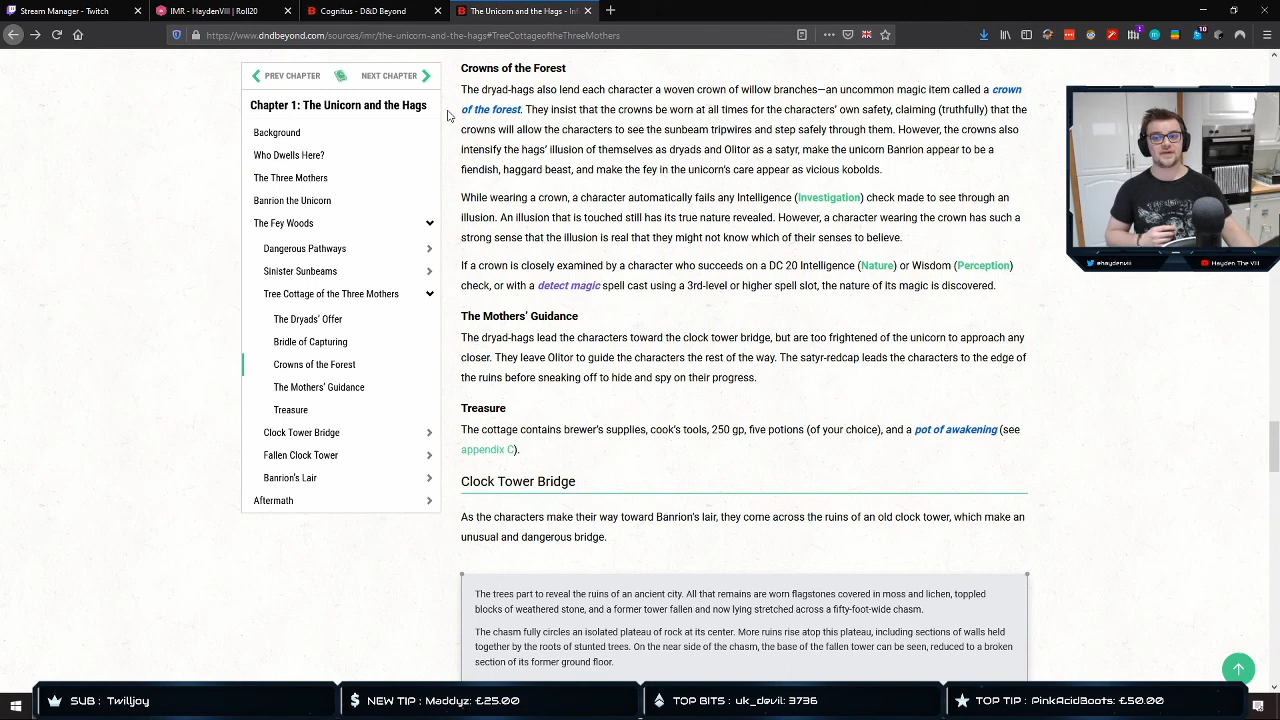 Stream Manager - Twitch
IMR - HaydenVIII | Roll20
Cognitus - D&D Beyond
The Unicorn and the Hags - Inf
https://www.dndbeyond.com/sources/imr/the-unicorn-and-the-hags#TreeCottageoftheThreeMothers
PREV CHAPTER
NEXT CHAPTER
Chapter 1: The Unicorn and the Hags
Background
Who Dwells Here?
The Three Mothers
Banrion the Unicorn
The Fey Woods
Dangerous Pathways
Sinister Sunbeams
Tree Cottage of the Three Mothers
The Dryads' Offer
Bridle of Capturing
Crowns of the Forest
The Mothers' Guidance
Treasure
Clock Tower Bridge
Fallen Clock Tower
Banrion's Lair
Aftermath
Crowns of the Forest
The dryad-hags also lend each character a woven crown of willow branches—an uncommon magic item called a crown
of the forest. They insist that the crowns be worn at all times for the characters' own safety, claiming (truthfully) that the
crowns will allow the characters to see the sunbeam tripwires and step safely through them. However, the crowns also
intensify the hags' illusion of themselves as dryads and Olitor as a satyr, make the unicorn Banrion appear to be a
fiendish, haggard beast, and make the fey in the unicorn's care appear as vicious kobolds.
While wearing a crown, a character automatically fails any Intelligence (Investigation) check made to see through an
illusion. An illusion that is touched still has its true nature revealed. However, a character wearing the crown has such a
strong sense that the illusion is real that they might not know which of their senses to believe.
If a crown is closely examined by a character who succeeds on a DC 20 Intelligence (Nature) or Wisdom (Perception)
check, or with a detect magic spell cast using a 3rd-level or higher spell slot, the nature of its magic is discovered.
The Mothers' Guidance
The dryad-hags lead the characters toward the clock tower bridge, but are too frightened of the unicorn to approach any
closer. They leave Olitor to guide the characters the rest of the way. The satyr-redcap leads the characters to the edge of
the ruins before sneaking off to hide and spy on their progress.
Treasure
The cottage contains brewer's supplies, cook's tools, 250 gp, five potions (of your choice), and a pot of awakening (see
appendix C).
Clock Tower Bridge
As the characters make their way toward Banrion's lair, they come across the ruins of an old clock tower, which make an
unusual and dangerous bridge.
The trees part to reveal the ruins of an ancient city. All that remains are worn flagstones covered in moss and lichen, toppled
blocks of weathered stone, and a former tower fallen and now lying stretched across a fifty-foot-wide chasm.
The chasm fully circles an isolated plateau of rock at its center. More ruins rise atop this plateau, including sections of walls held
together by the roots of stunted trees. On the near side of the chasm, the base of the fallen tower can be seen, reduced to a broken
section of its former ground floor.
@haydenviii
Hayden The VIII
SUB : Twilljoy
NEW TIP : Maddyz: £25.00
TOP BITS : uk_devil: 3736
TOP TIP : PinkAcidBoots: £50.00